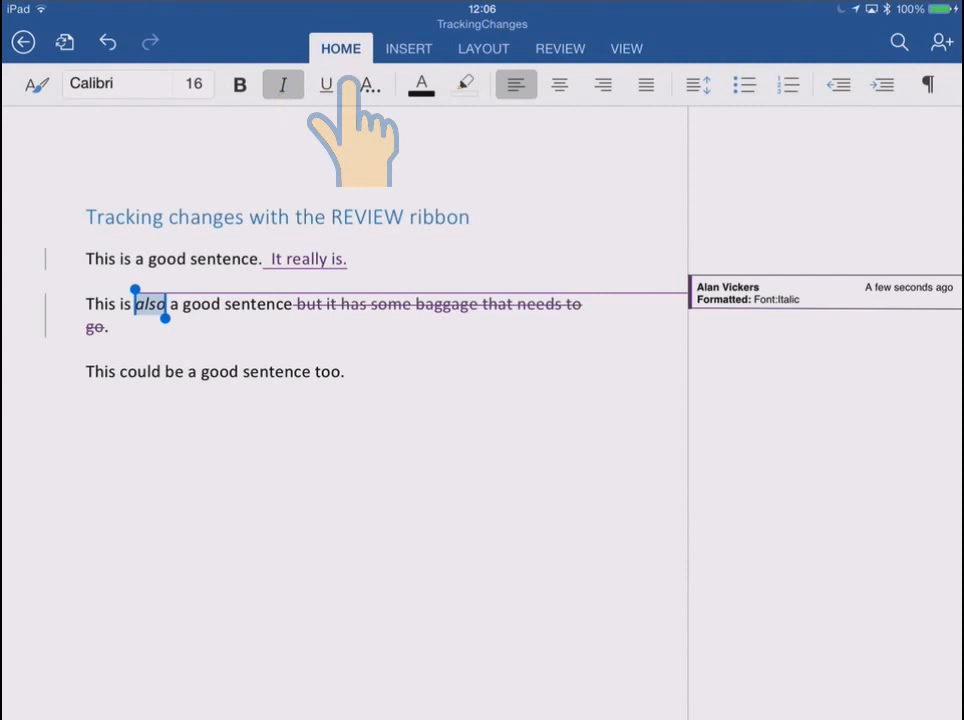 iPad 12:06 100%
TrackingChanges
HOME INSERT LAYOUT REVIEW VIEW
Calibri 16 B I U A... A
Tracking changes with the REVIEW ribbon
This is a good sentence. It really is.
This is also a good sentence but it has some baggage that needs to
go.
This could be a good sentence too.
Alan Vickers A few seconds ago
Formatted: Font:Italic